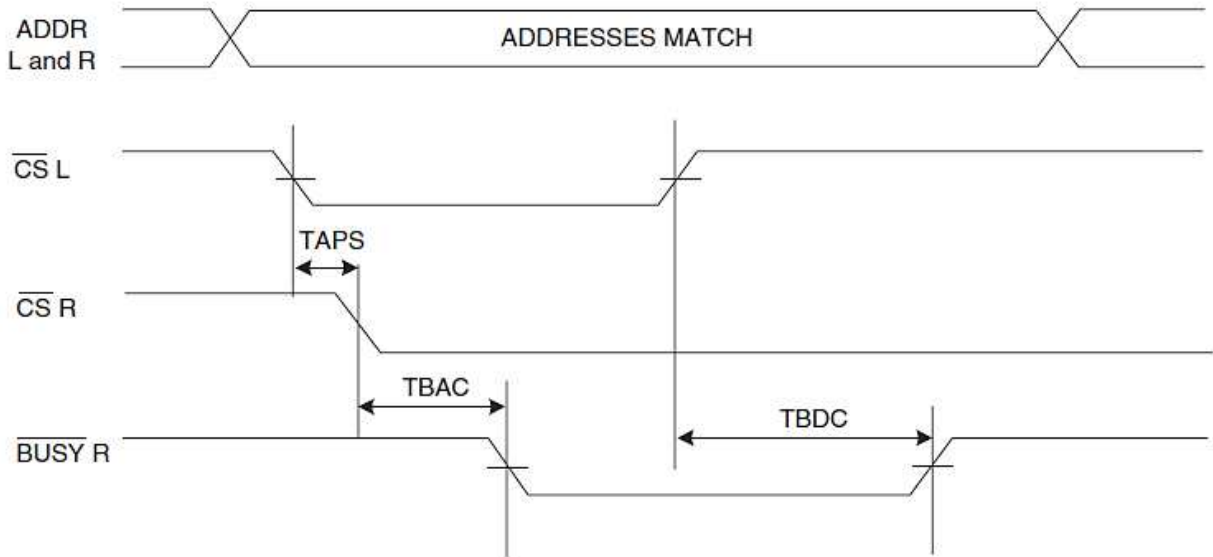 ADDR
L and R
ADDRESSES MATCH
CS L
TAPS
CS R
TBAC
TBDC
BUSY R